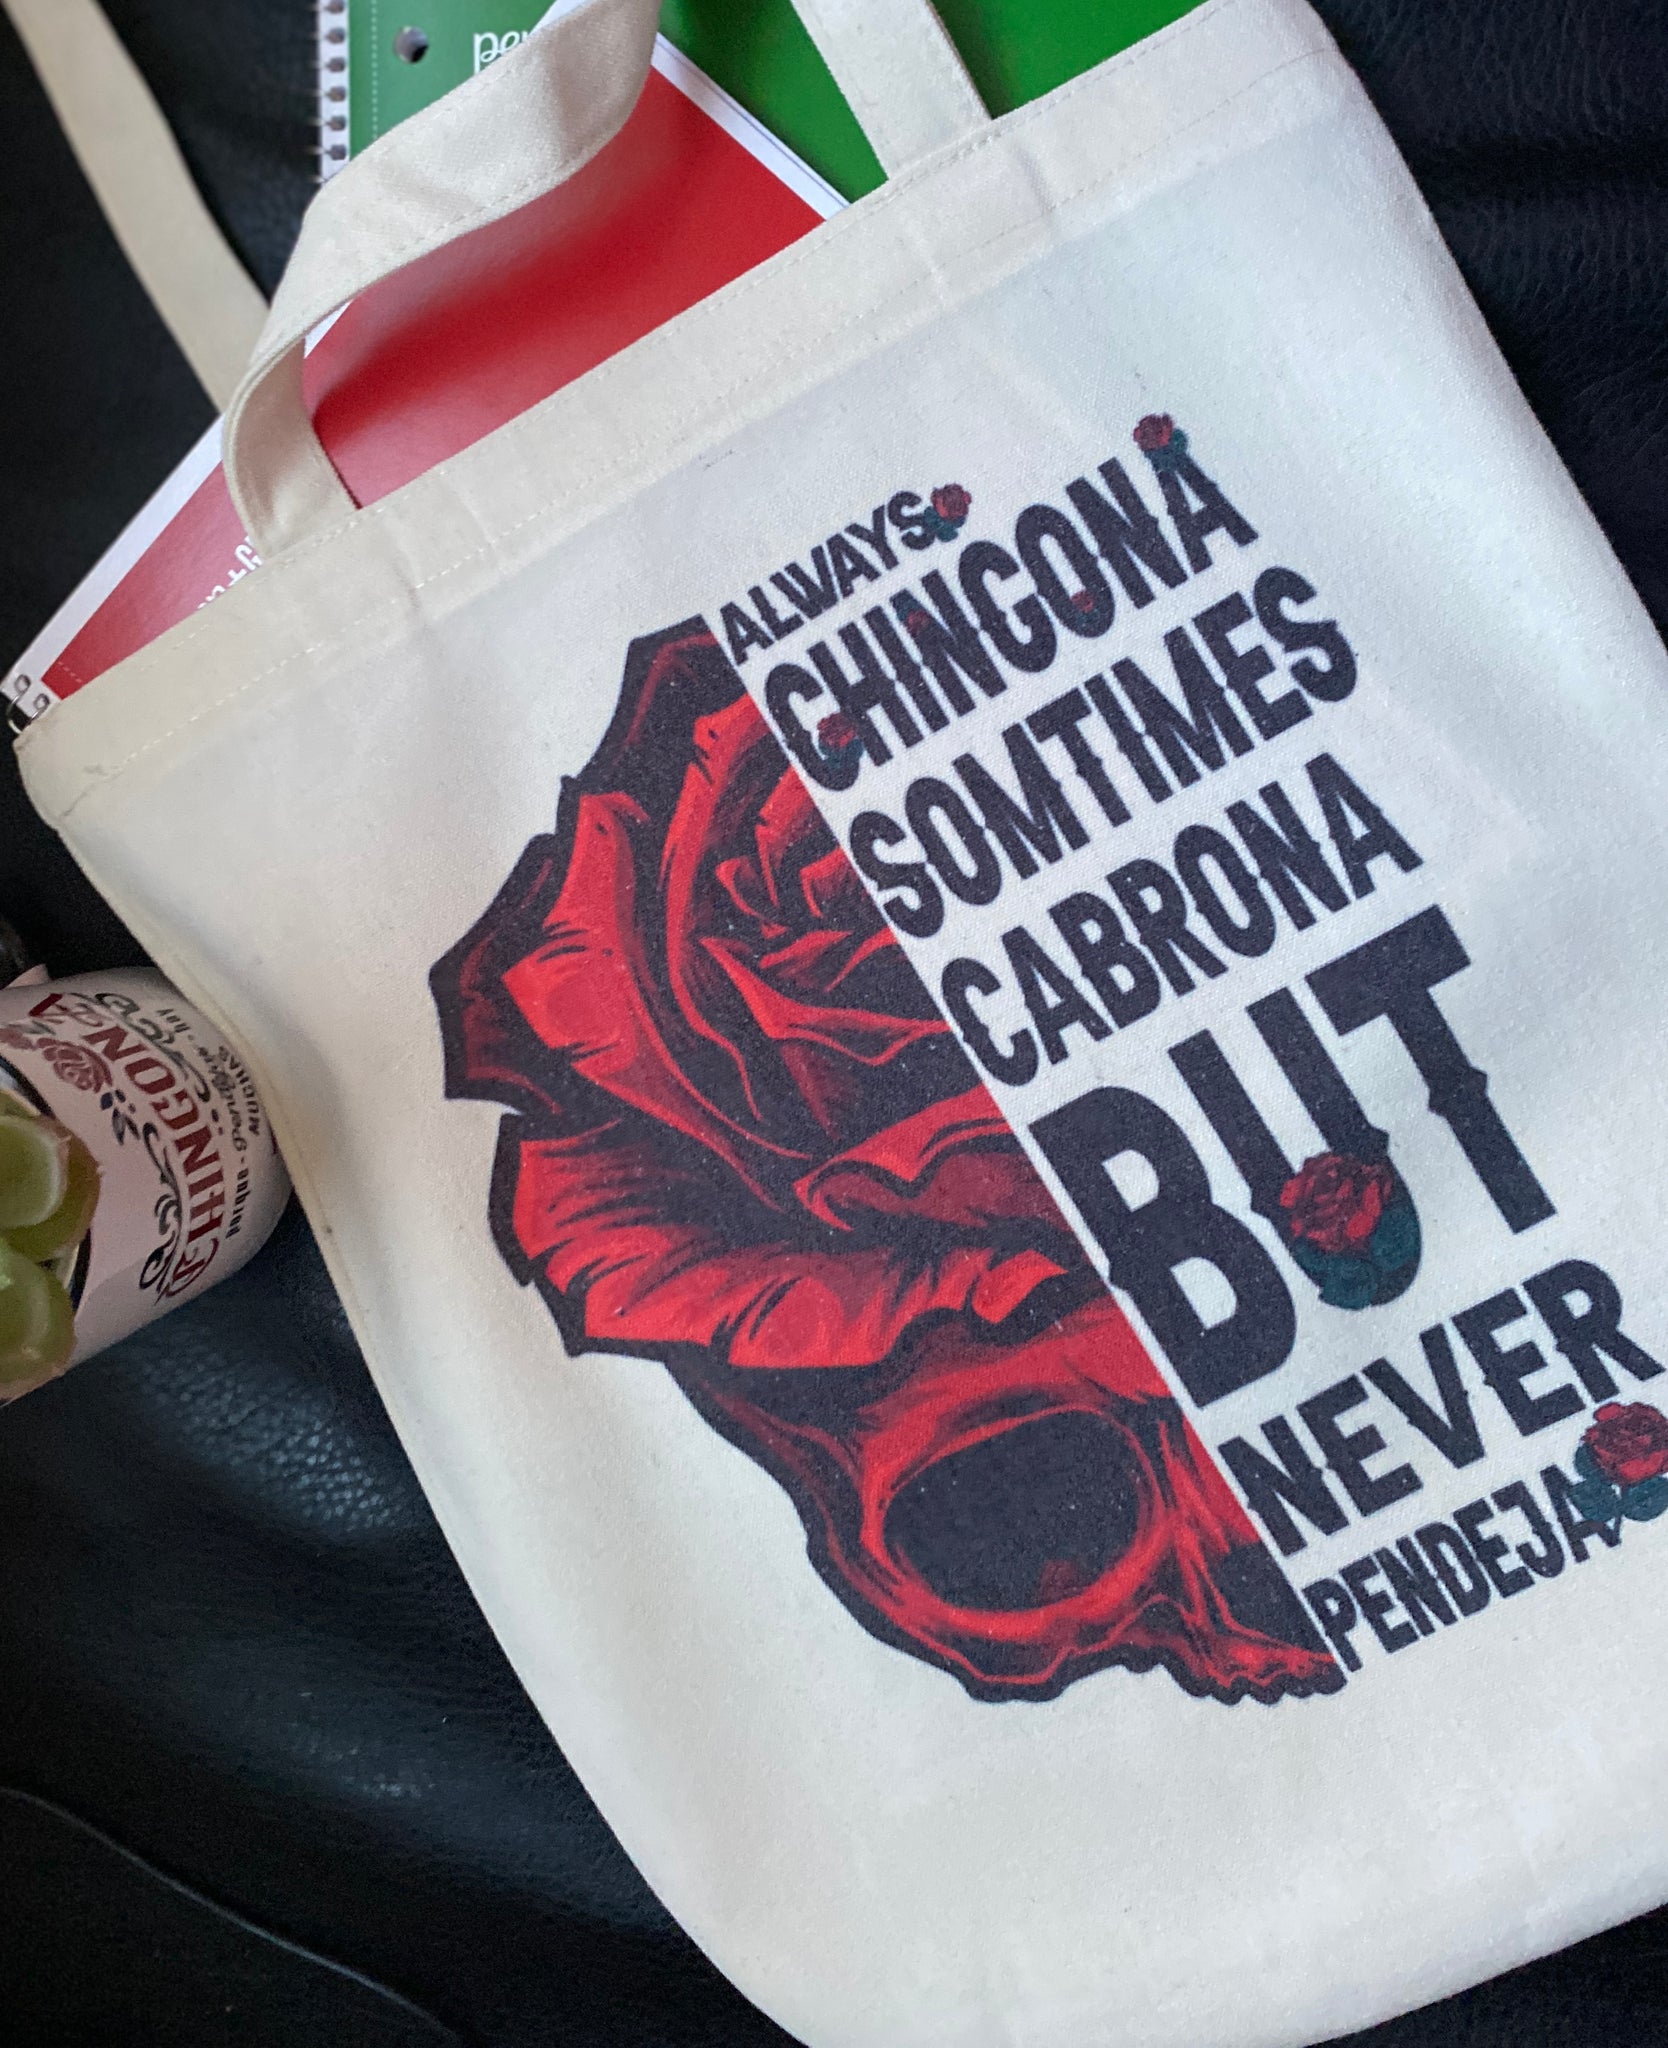 ALWAYS
CHINGONA
SOMTIMES
CABRONA
BUT
NEVER
PENDEJA
CHINGONA